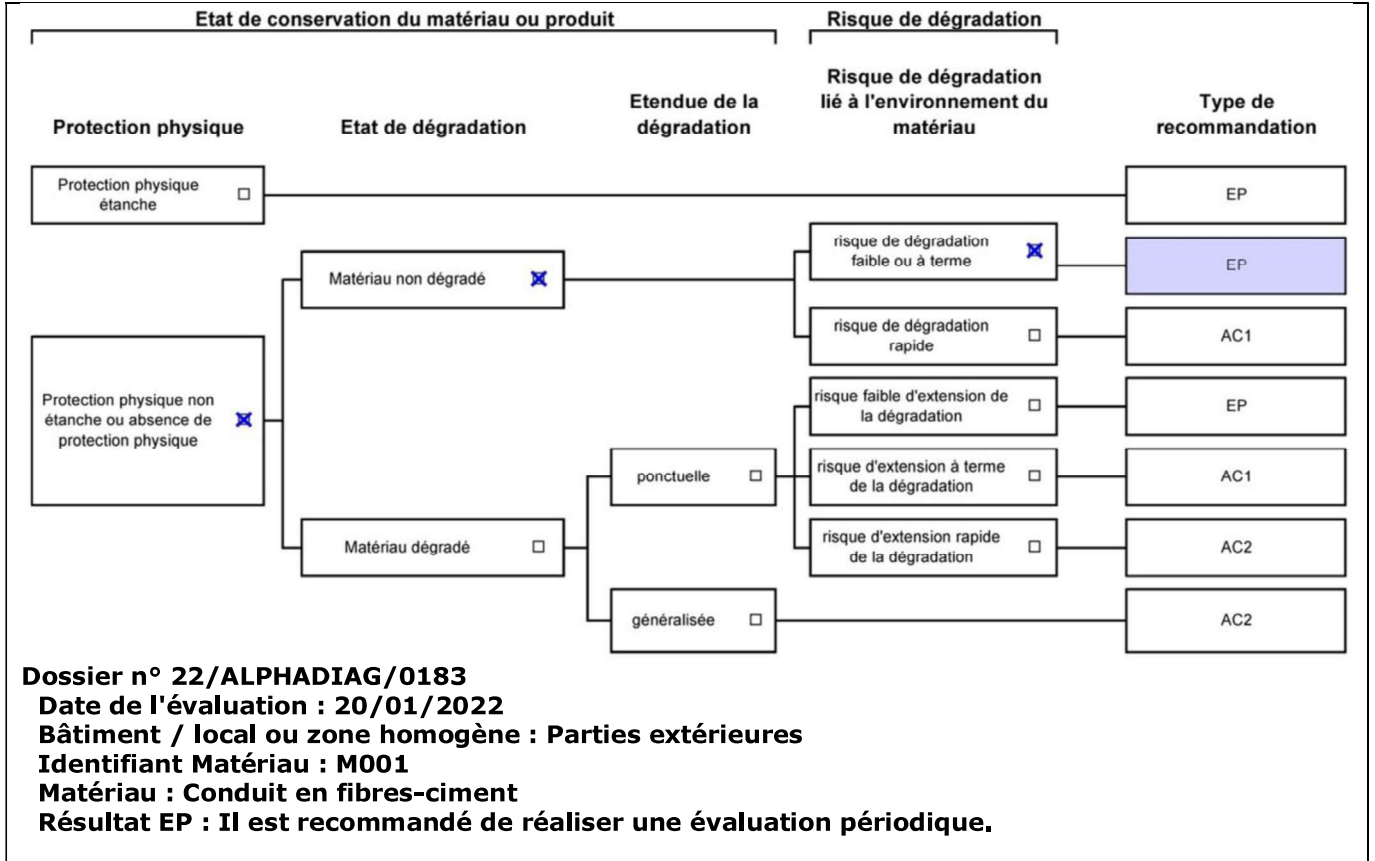 Etat de conservation du matériau ou produit
Risque de dégradation
Protection physique
Etat de dégradation
Etendue de la
dégradation
Risque de dégradation
lié à l'environnement du
matériau
Type de
recommandation
Protection physique
étanche
EP
risque de dégradation
faible ou à terme
EP
Matériau non dégradé
risque de dégradation
rapide
AC1
Protection physique non
étanche ou absence de
protection physique
risque faible d'extension de
la dégradation
EP
ponctuelle
risque d'extension à terme
de la dégradation
AC1
Matériau dégradé
risque d'extension rapide
de la dégradation
AC2
généralisée
AC2
Dossier n° 22/ALPHADIAG/0183
Date de l'évaluation : 20/01/2022
Bâtiment / local ou zone homogène : Parties extérieures
Identifiant Matériau : M001
Matériau : Conduit en fibres-ciment
Résultat EP : Il est recommandé de réaliser une évaluation périodique.